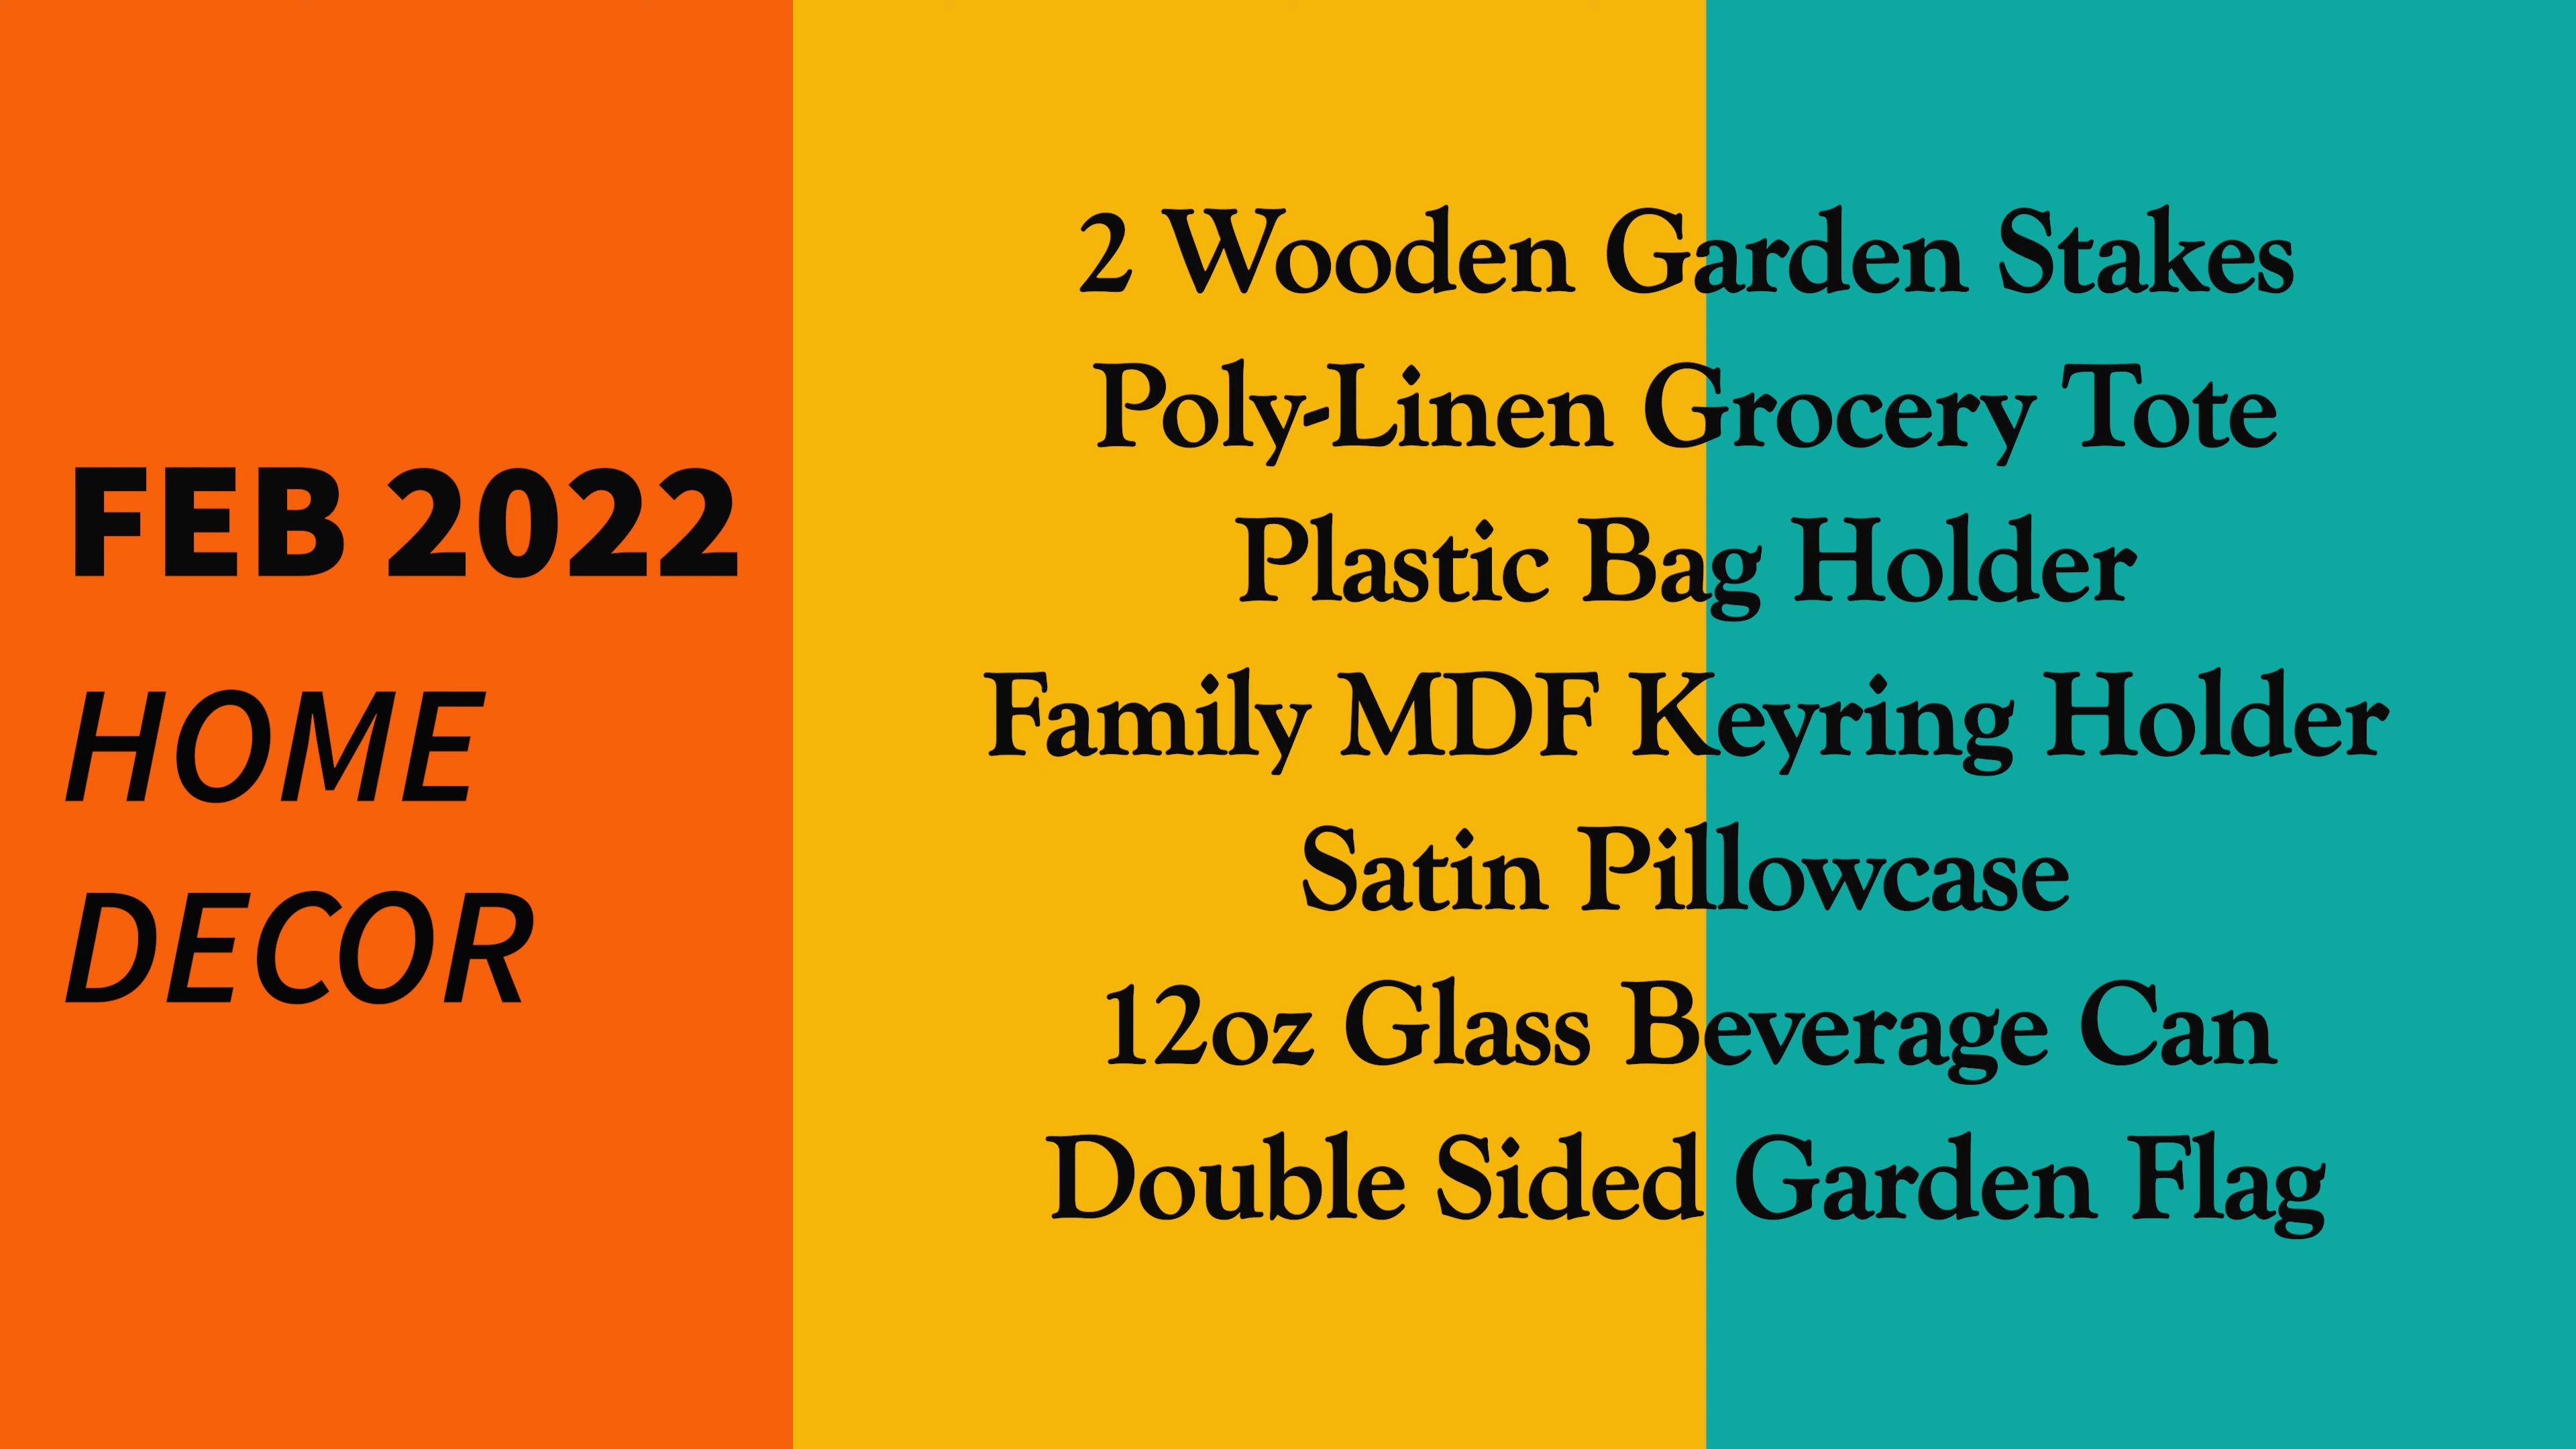 FEB 2022
HOME
DECOR
2 Wooden Garden Stakes
Poly-Linen Grocery Tote
Plastic Bag Holder
Family MDF Keyring Holder
Satin Pillowcase
12oz Glass Beverage Can
Double Sided Garden Flag